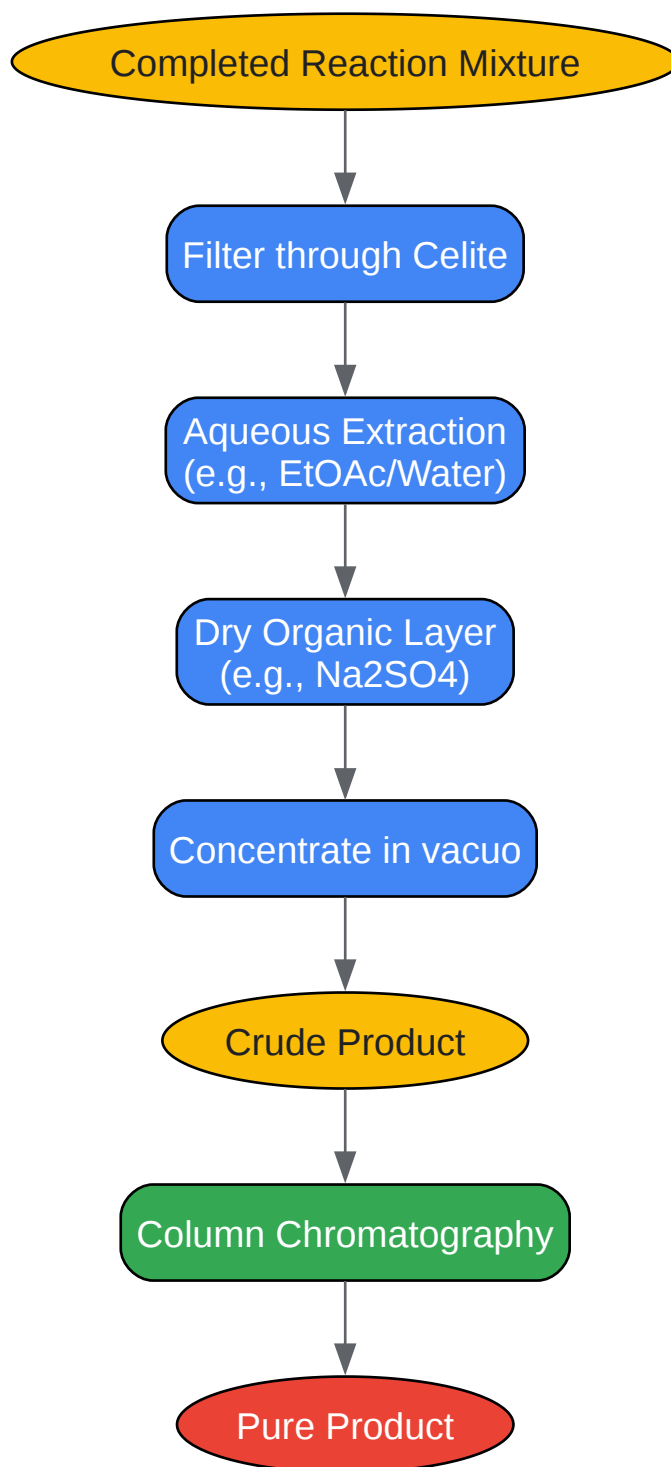 Completed Reaction Mixture
Filter through Celite
Aqueous Extraction
(e.g., EtOAc/Water)
Dry Organic Layer
(e.g., Na2SO4)
Concentrate in vacuo
Crude Product
Column Chromatography
Pure Product